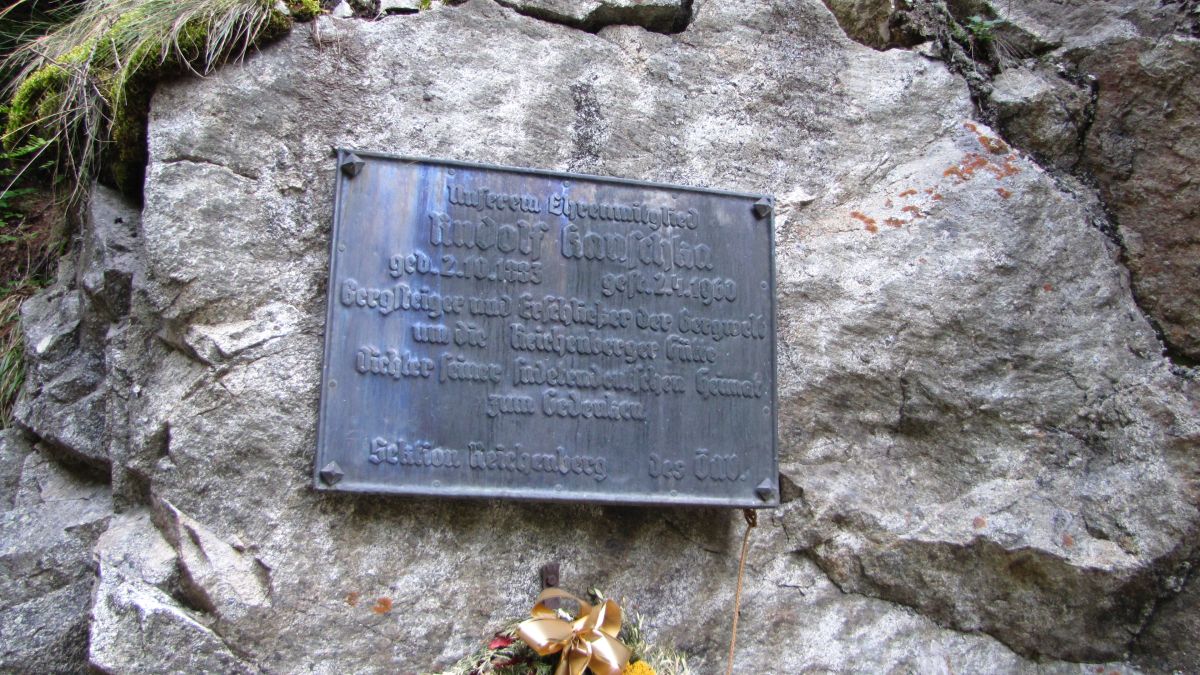 Unserem Ehrenmitglied
Rudolf Kauschka
geb. 2.10.1883 gest. 2.4.1960
Bergsteiger und Erschließer der Bergwelt
um die Reichenberger Hütte
Dichter seiner sudetendeutschen Heimat
zum Gedenken
Sektion Reichenberg des ÖAV.